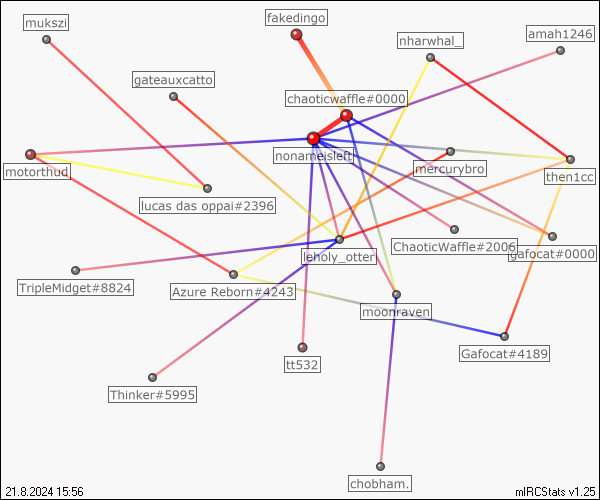 fakedingo
mukszi
amah1246
nharwhal_
gateauxcatto
chaoticwaffle#0000
nonameisleft
mercurybro
motorthud
then1cc
lucas das oppai#2396
ChaoticWaffle#2006
gafocat#0000
leholy_otter
TripleMidget#8824
Azure Reborn#4243
moonraven
Gafocat#4189
tt532
Thinker#5995
chobham.
21.8.2024 15:56
mIRCStats v1.25